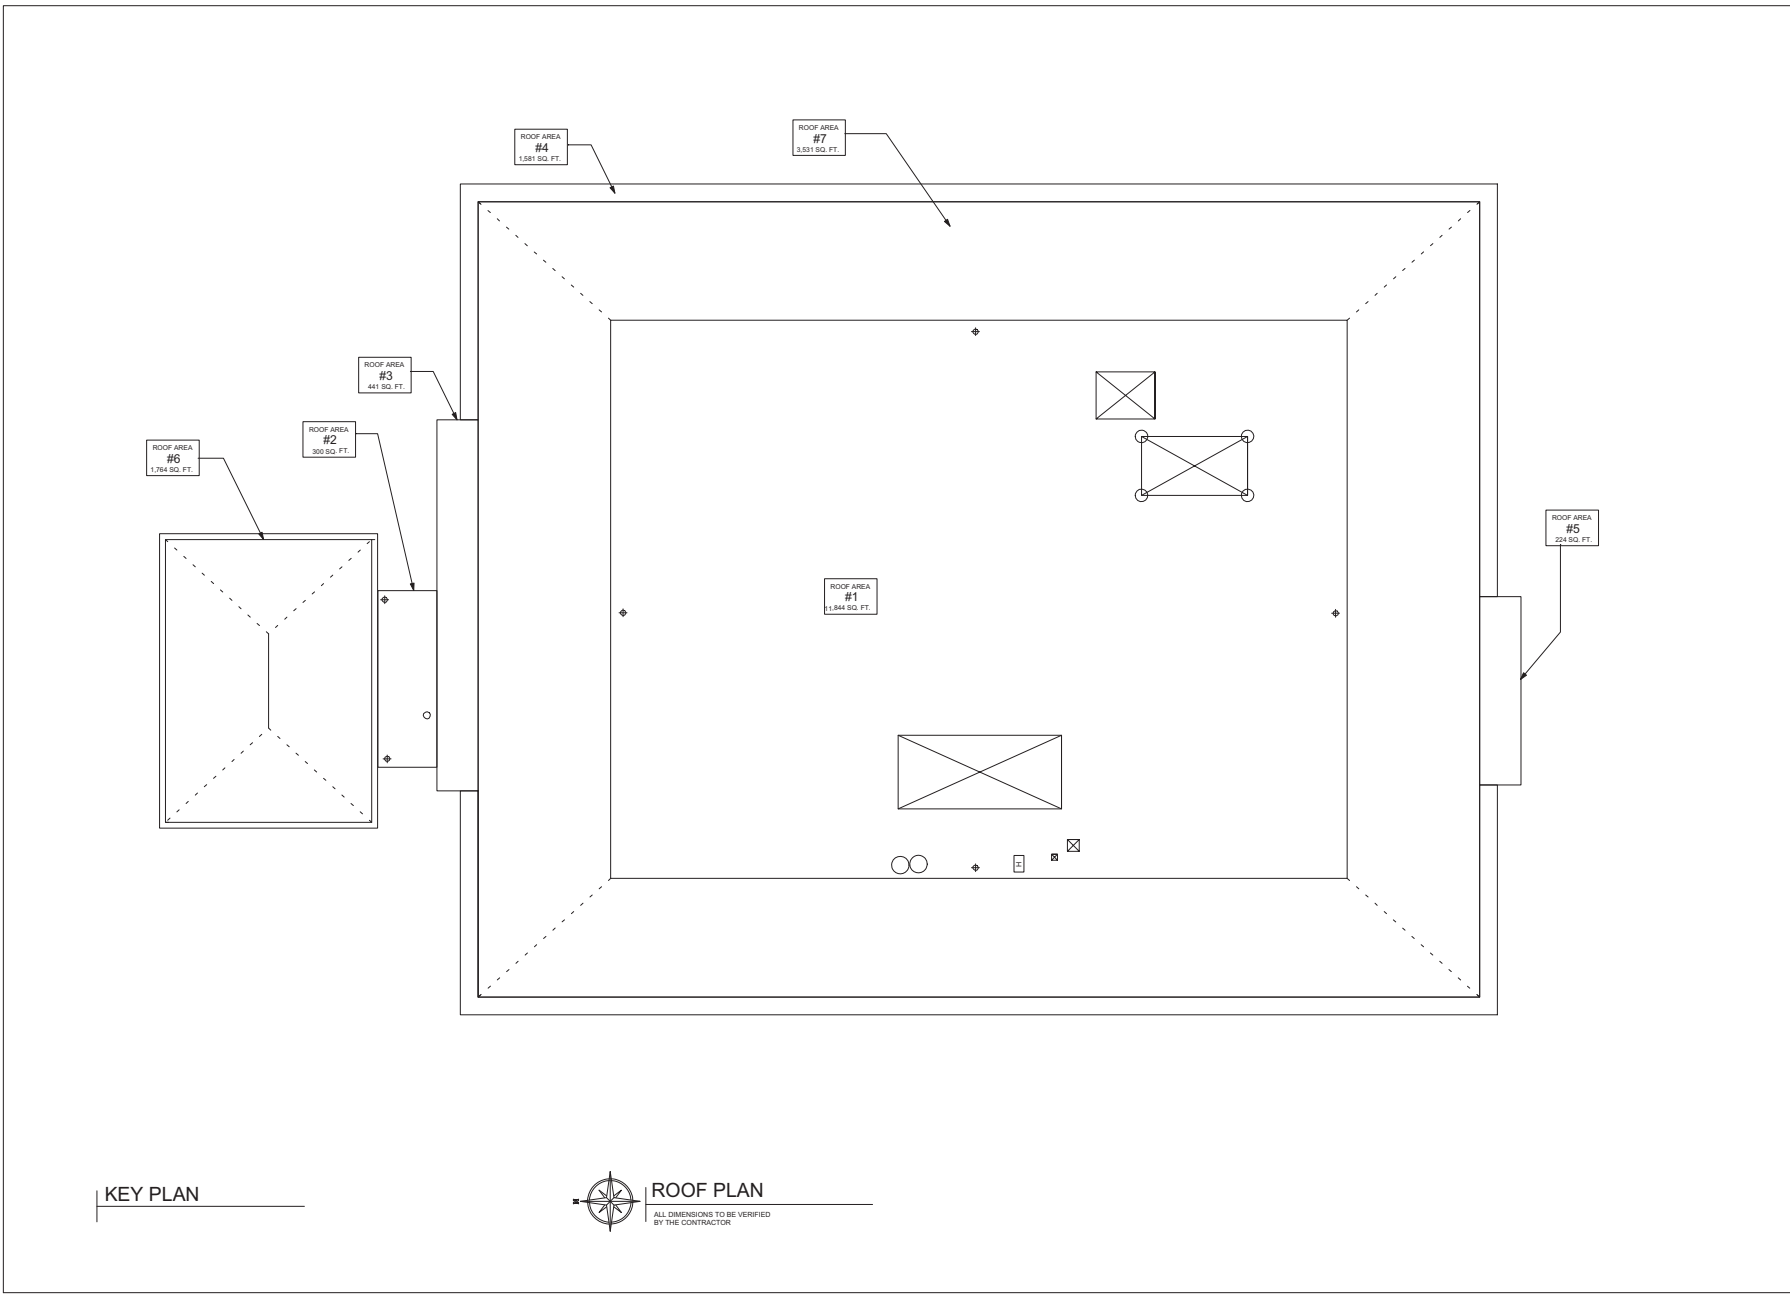 ROOF AREA
#4
1,581 SQ. FT.
ROOF AREA
#7
3,531 SQ. FT.
ROOF AREA
#3
441 SQ. FT.
ROOF AREA
#2
300 SQ. FT.
ROOF AREA
#6
1,764 SQ. FT.
ROOF AREA
#5
224 SQ. FT.
ROOF AREA
#1
11,844 SQ. FT.
H
KEY PLAN
N
ROOF PLAN
ALL DIMENSIONS TO BE VERIFIED
BY THE CONTRACTOR